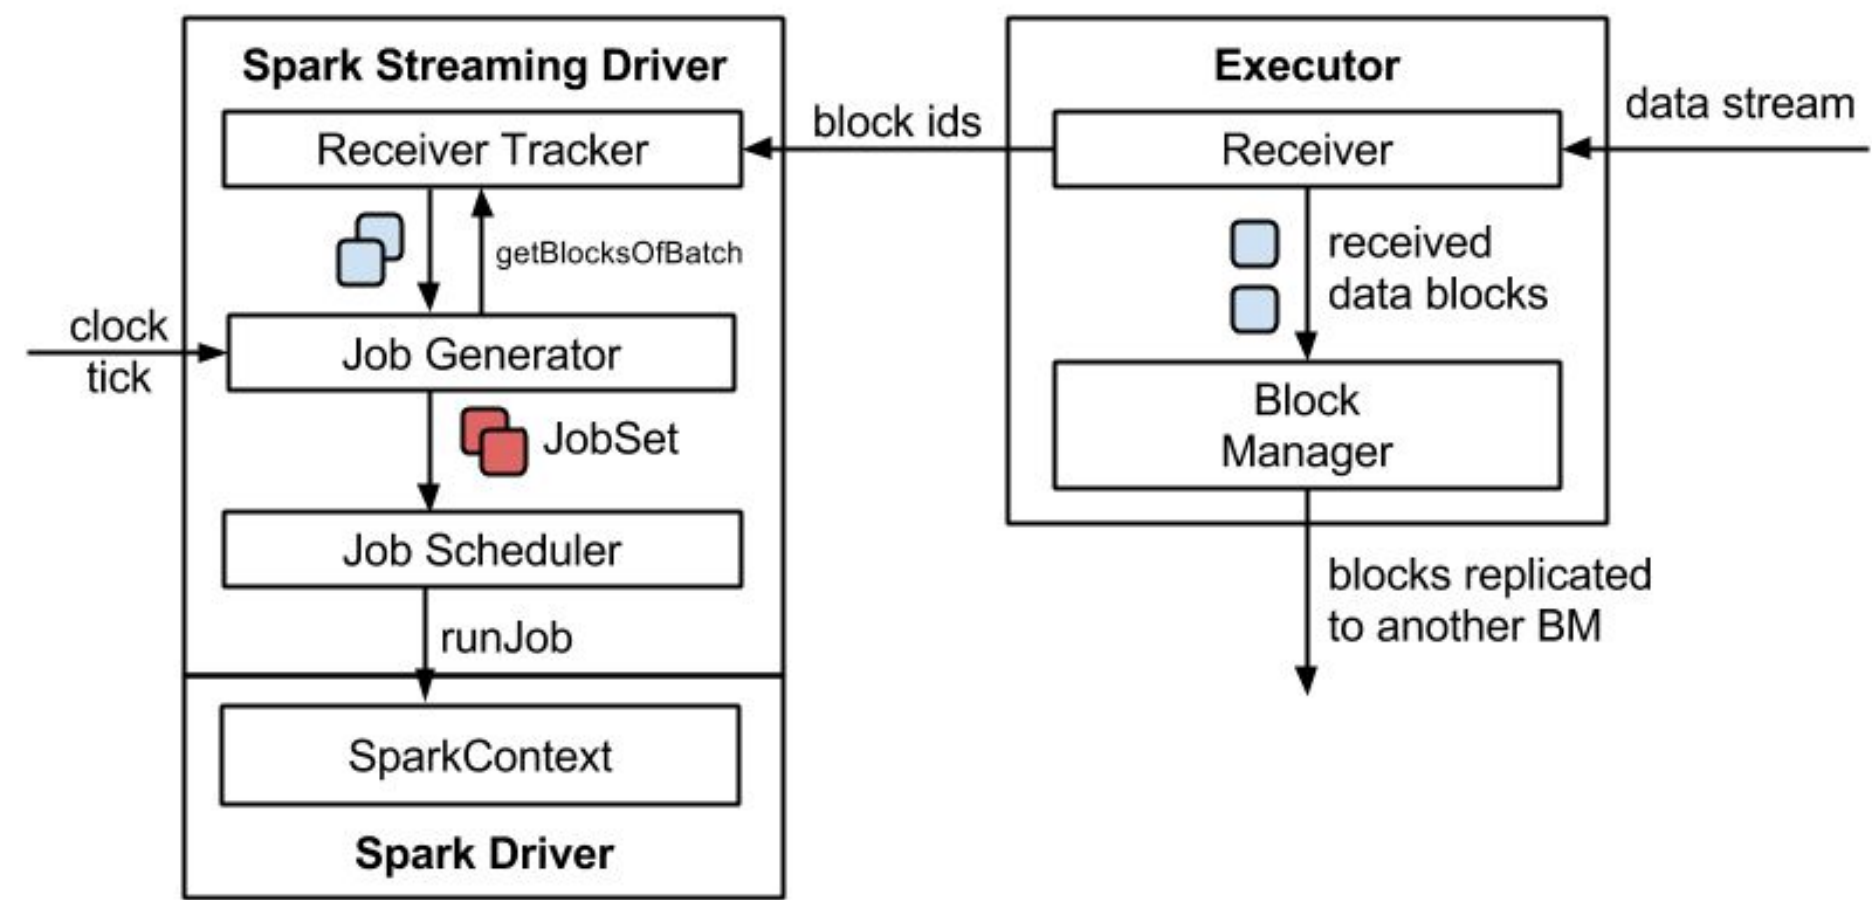 Spark Streaming Driver
Receiver Tracker
getBlocksOfBatch
clock
tick
Job Generator
JobSet
Job Scheduler
runJob
SparkContext
Spark Driver
block ids
Executor
data stream
Receiver
received
data blocks
Block
Manager
blocks replicated
to another BM